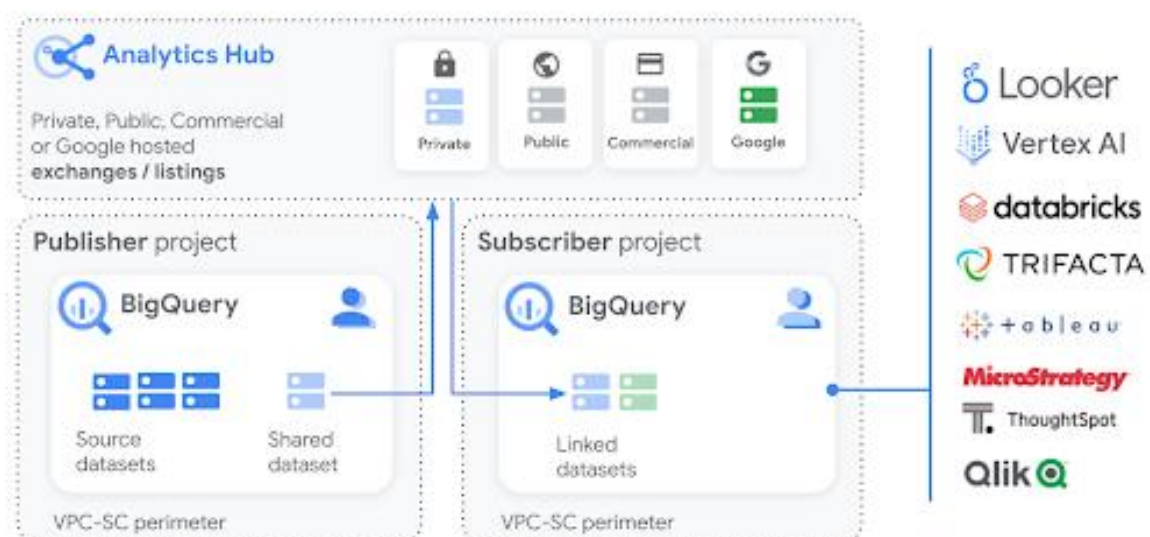 Analytics Hub
Private, Public, Commercial
or Google hosted
exchanges / listings
Private
Public
Commercial
Google
Publisher project
BigQuery
Source
datasets
Shared
dataset
VPC-SC perimeter
Subscriber project
BigQuery
Linked
datasets
VPC-SC perimeter
Looker
Vertex AI
databricks
TRIFACTA
+ a b l e a u
MicroStrategy
T. ThoughtSpot
Qlik